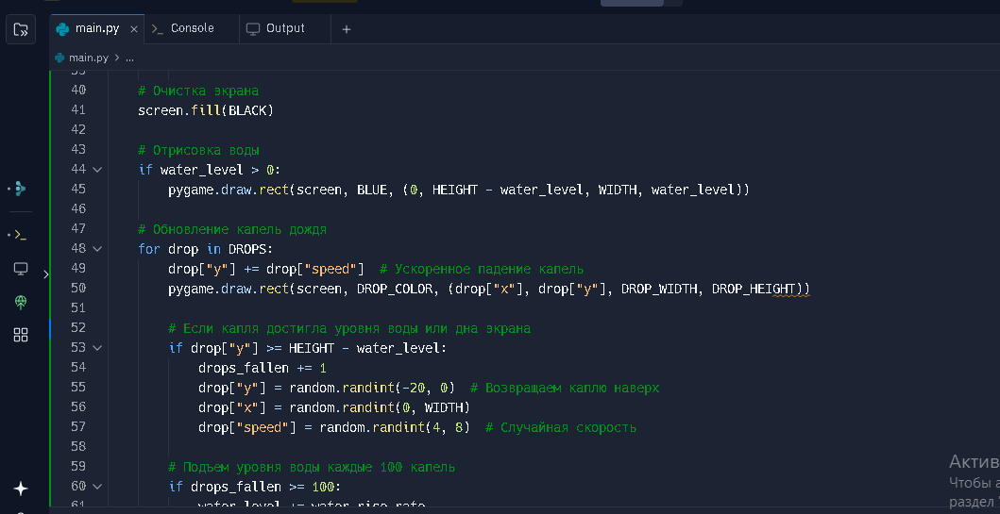 main.py × >_ Console Output +
main.py > ...
39
40 # Очистка экрана
41 screen.fill(BLACK)
42
43 # Отрисовка воды
44 if water_level > 0:
45 pygame.draw.rect(screen, BLUE, (0, HEIGHT - water_level, WIDTH, water_level))
46
47 # Обновление капель дождя
48 for drop in DROPS:
49 drop["y"] += drop["speed"] # Ускоренное падение капель
50 pygame.draw.rect(screen, DROP_COLOR, (drop["x"], drop["y"], DROP_WIDTH, DROP_HEIGHT))
51
52 # Если капля достигла уровня воды или дна экрана
53 if drop["y"] >= HEIGHT - water_level:
54 drops_fallen += 1
55 drop["y"] = random.randint(-20, 0) # Возвращаем каплю наверх
56 drop["x"] = random.randint(0, WIDTH)
57 drop["speed"] = random.randint(4, 8) # Случайная скорость
58
59 # Подъем уровня воды каждые 100 капель
60 if drops_fallen >= 100:
61 water_level += water_rise_rate
Актив
Чтобы а
раздел